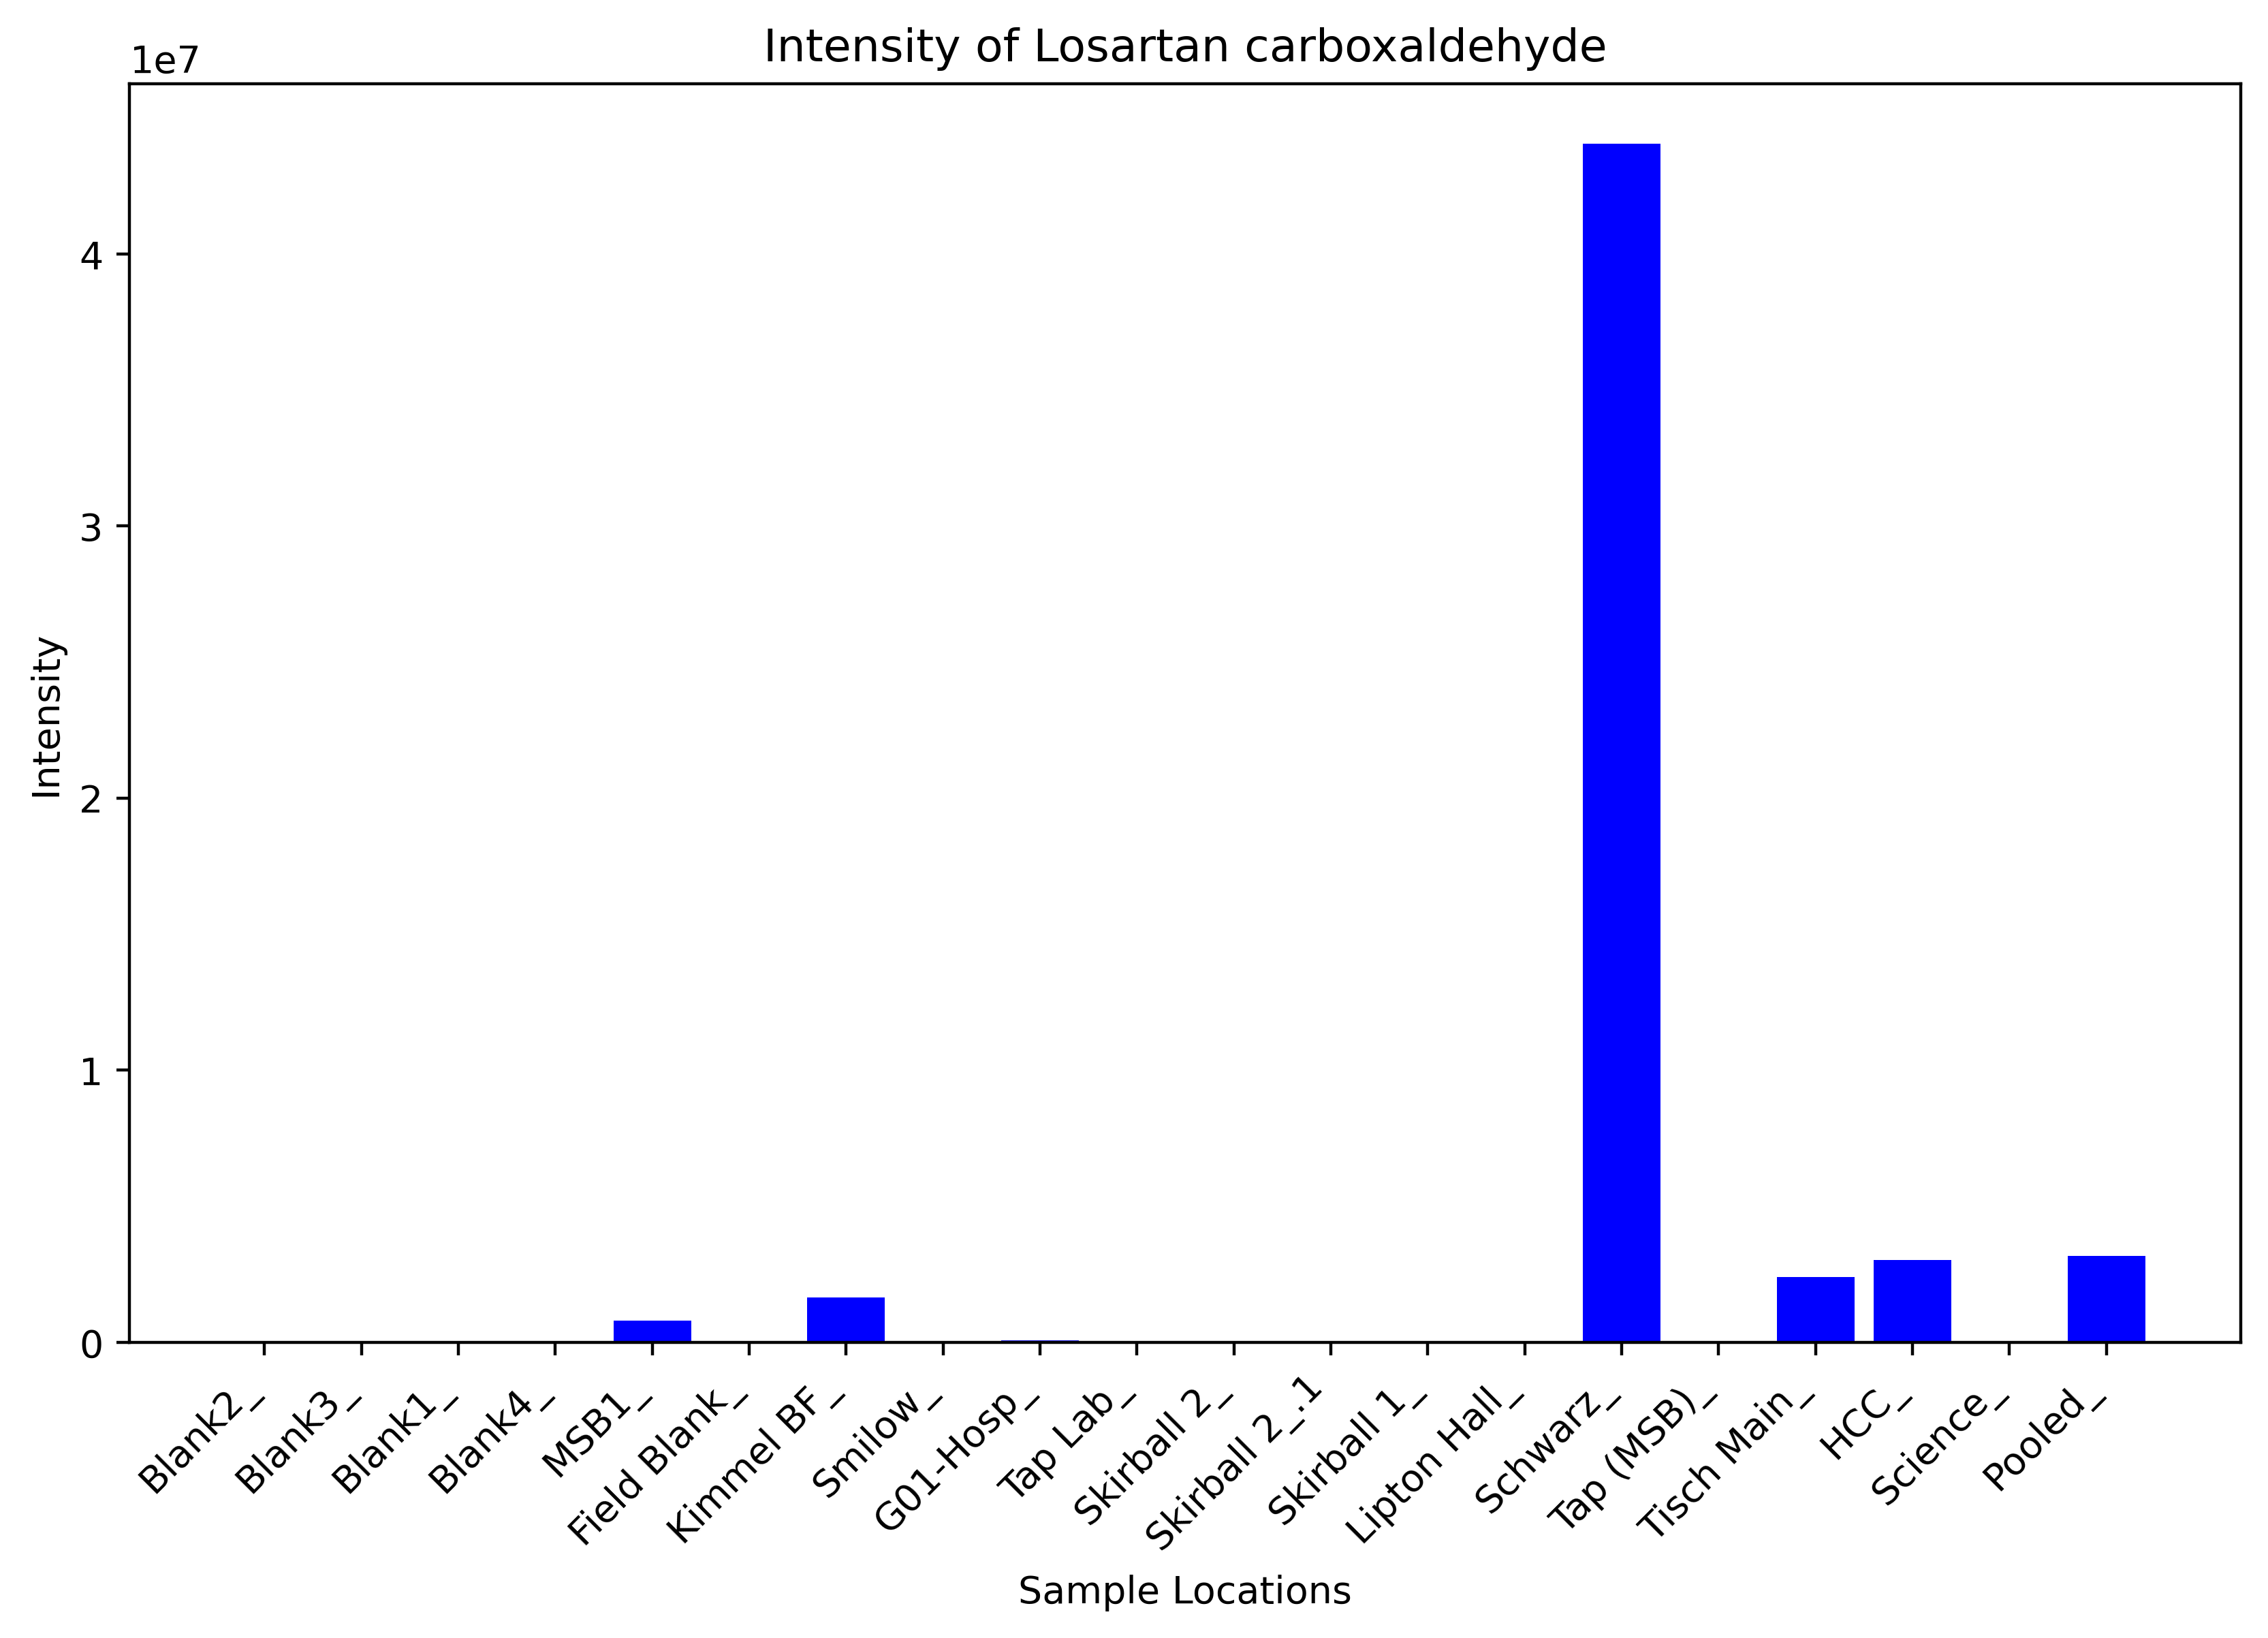 Intensity of Losartan carboxaldehyde
1e7
4
3
2
1
0
Intensity
Blank2_
Blank3_
Blank1_
Blank4_
MSB1_
Field Blank_
Kimmel BF_
Smilow_
G01-Hosp_
Tap Lab_
Skirball 2_
Skirball 2_.1
Skirball 1_
Lipton Hall_
Schwarz_
Tap (MSB)_
Tisch Main_
HCC_
Science_
Pooled_
Sample Locations